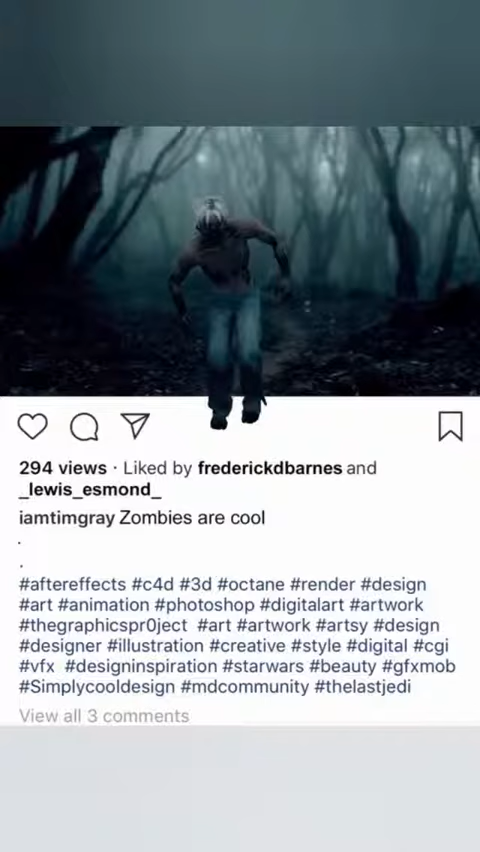 294 views · Liked by frederickdbarnes and
_lewis_esmond_
iamtimgray Zombies are cool
.
.
#aftereffects #c4d #3d #octane #render #design
#art #animation #photoshop #digitalart #artwork
#thegraphicspr0ject #art #artwork #artsy #design
#designer #illustration #creative #style #digital #cgi
#vfx #designinspiration #starwars #beauty #gfxmob
#Simplycooldesign #mdcommunity #thelastjedi
View all 3 comments